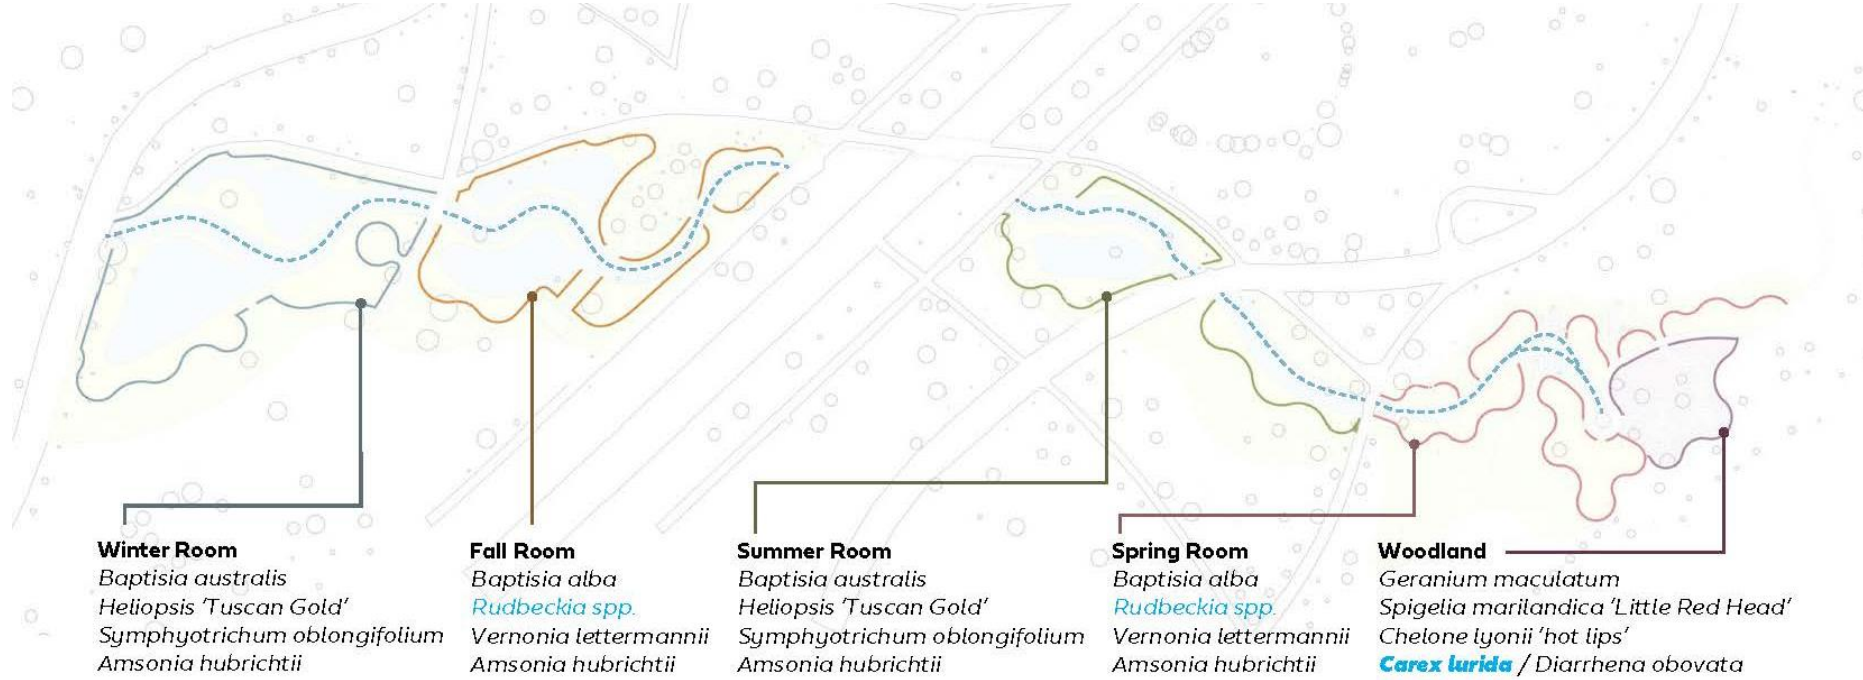 Winter Room
Baptisia australis
Heliopsis 'Tuscan Gold'
Symphyotrichum oblongifolium
Amsonia hubrichtii
Fall Room
Baptisia alba
Rudbeckia spp.
Vernonia lettermannii
Amsonia hubrichtii
Summer Room
Baptisia australis
Heliopsis 'Tuscan Gold'
Symphyotrichum oblongifolium
Amsonia hubrichtii
Spring Room
Baptisia alba
Rudbeckia spp.
Vernonia lettermannii
Amsonia hubrichtii
Woodland
Geranium maculatum
Spigelia marilandica 'Little Red Head'
Chelone lyonii 'hot lips'
Carex lurida / Diarrhena obovata